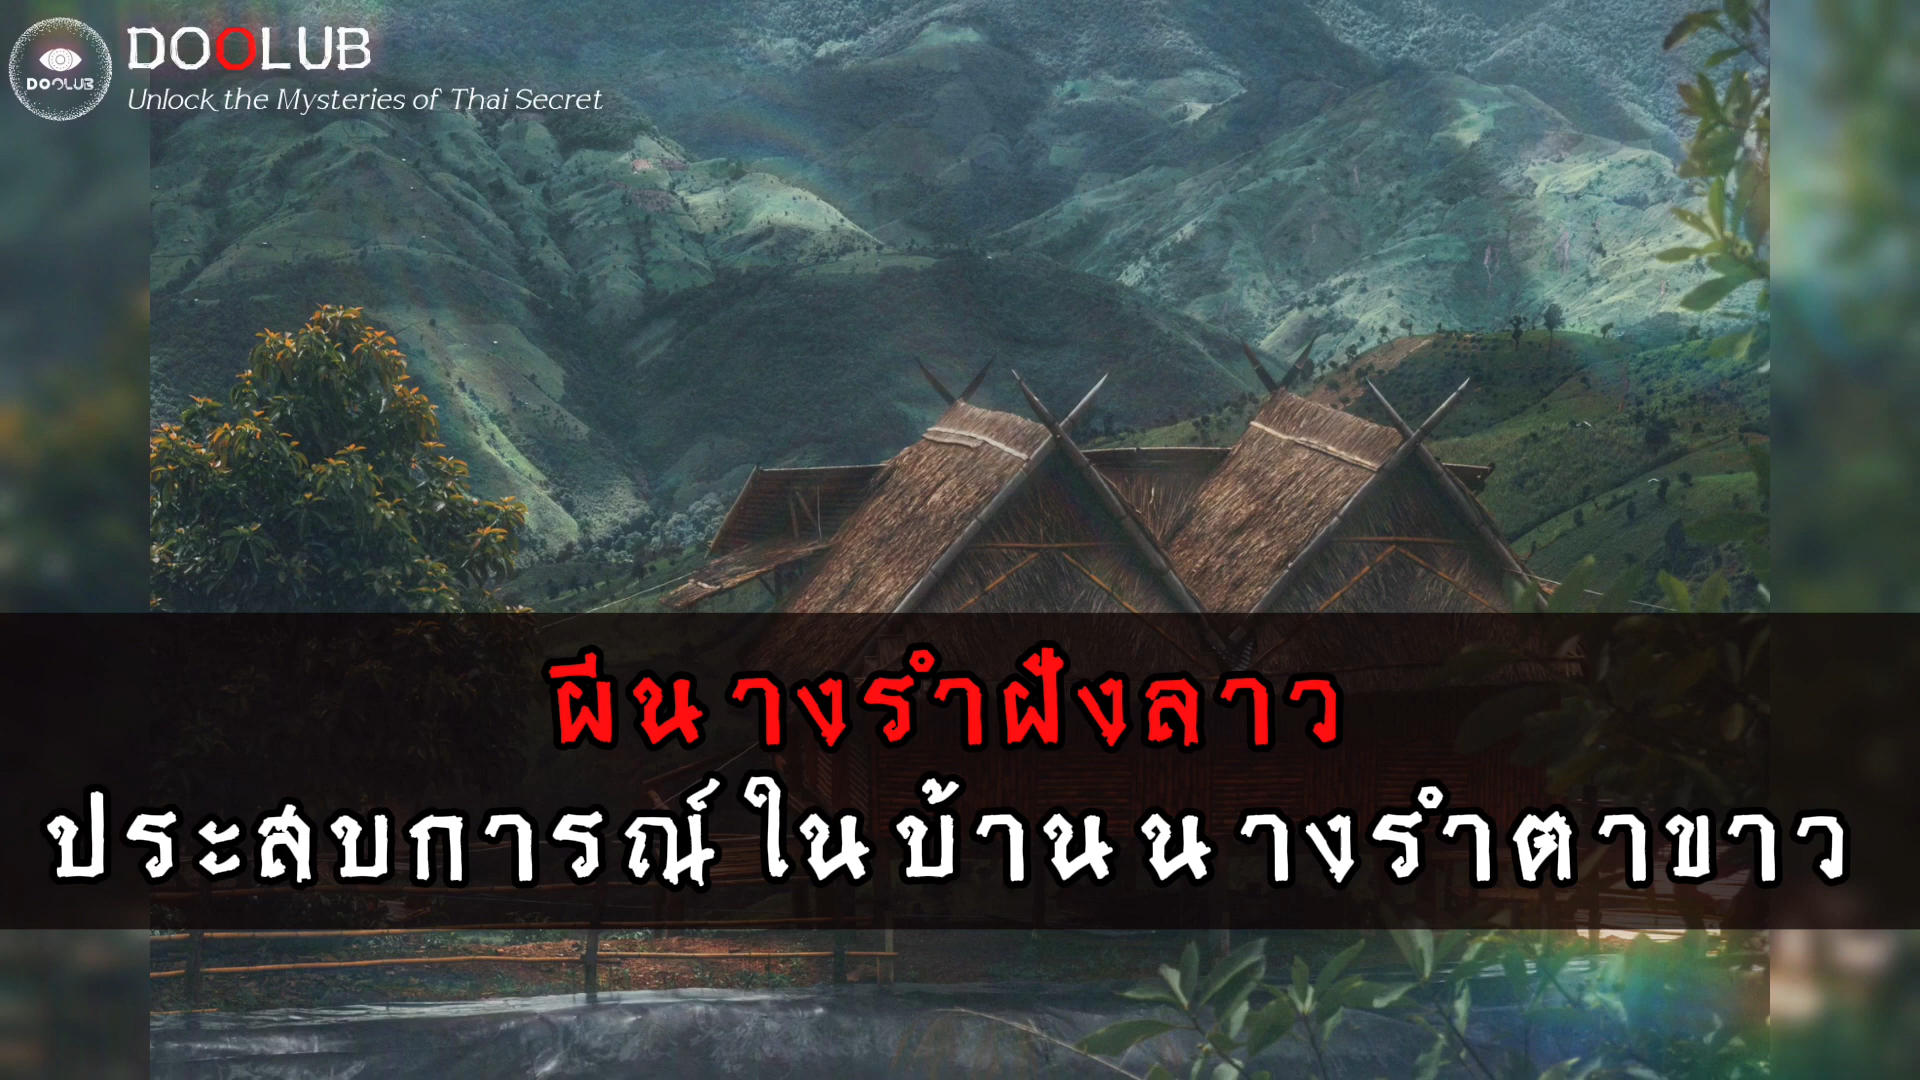 DOOLUB
DOOLUB
Unlock the Mysteries of Thai Secret
ผีนางรำฝั่งลาว
ประสบการณ์ในบ้านนางรำตาขาว